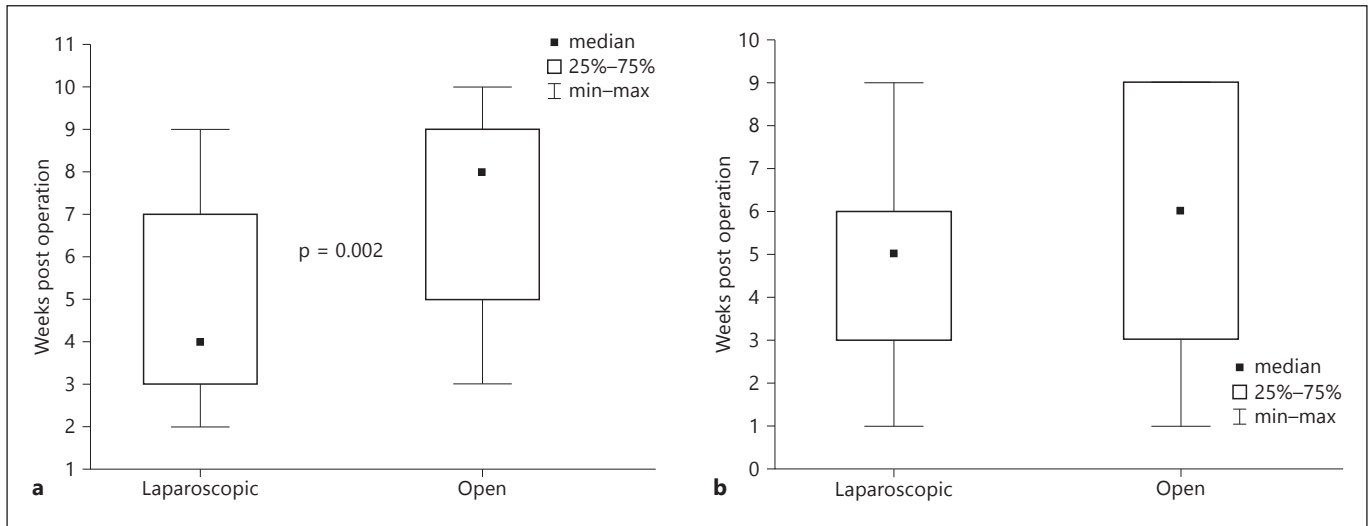 11
10
9
8
7
6
5
4
3
2
1
Weeks post operation
median
25%–75%
min–max
p = 0.002
Laparoscopic
Open
a
10
9
8
7
6
5
4
3
2
1
0
Weeks post operation
median
25%–75%
min–max
Laparoscopic
Open
b